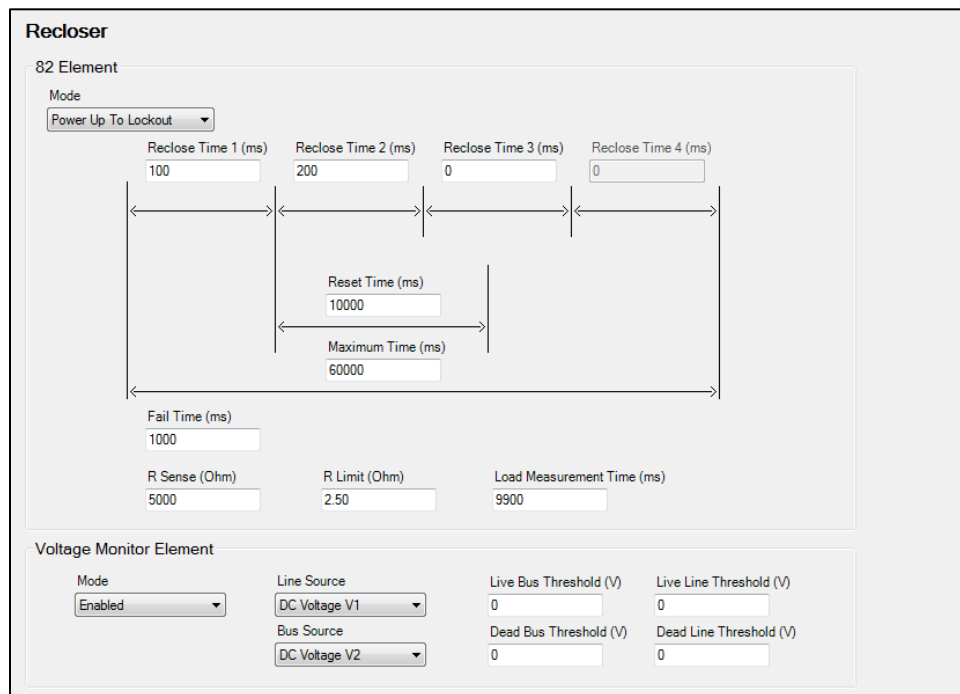 Recloser
82 Element
Mode
Power Up To Lockout
Reclose Time 1 (ms) Reclose Time 2 (ms) Reclose Time 3 (ms) Reclose Time 4 (ms)
100 200 0 0
Reset Time (ms)
10000
Maximum Time (ms)
60000
Fail Time (ms)
1000
R Sense (Ohm) R Limit (Ohm) Load Measurement Time (ms)
5000 2.50 9900
Voltage Monitor Element
Mode Line Source Live Bus Threshold (V) Live Line Threshold (V)
Enabled DC Voltage V1 0 0
Bus Source Dead Bus Threshold (V) Dead Line Threshold (V)
DC Voltage V2 0 0